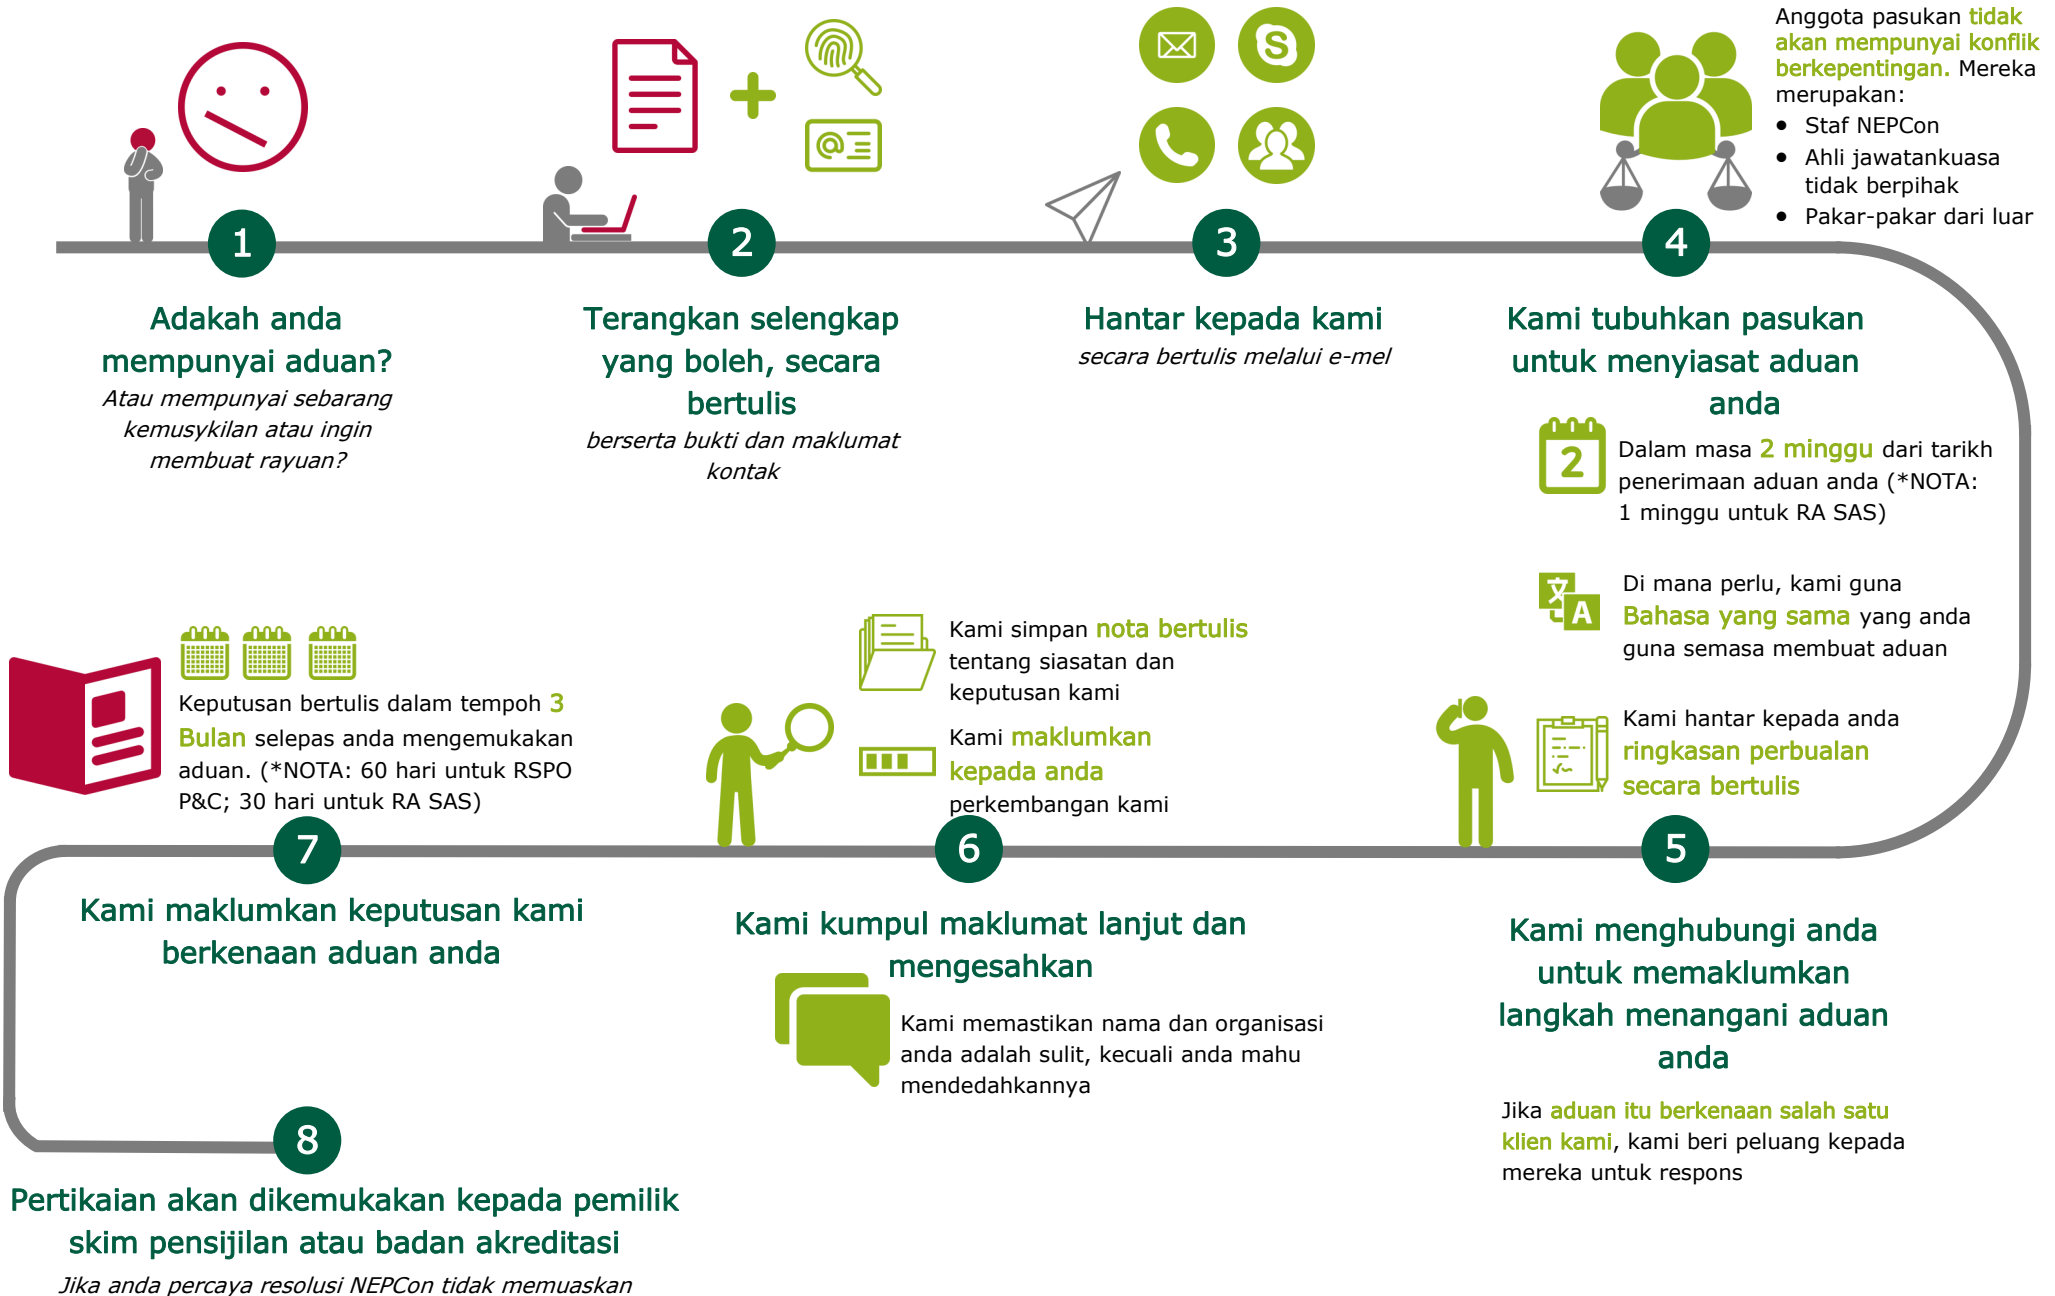 1
Adakah anda
mempunyai aduan?
Atau mempunyai sebarang
kemusykilan atau ingin
membuat rayuan?
2
Terangkan selengkap
yang boleh, secara
bertulis
berserta bukti dan maklumat
kontak
3
Hantar kepada kami
secara bertulis melalui e-mel
Anggota pasukan tidak
akan mempunyai konflik
berkepentingan. Mereka
merupakan:
• Staf NEPCon
• Ahli jawatankuasa
tidak berpihak
• Pakar-pakar dari luar
4
Kami tubuhkan pasukan
untuk menyiasat aduan
anda
2
Dalam masa 2 minggu dari tarikh
penerimaan aduan anda (*NOTA:
1 minggu untuk RA SAS)
文
A
Di mana perlu, kami guna
Bahasa yang sama yang anda
guna semasa membuat aduan
Kami hantar kepada anda
ringkasan perbualan
secara bertulis
5
Kami menghubungi anda
untuk memaklumkan
langkah menangani aduan
anda
Jika aduan itu berkenaan salah satu
klien kami, kami beri peluang kepada
mereka untuk respons
Kami simpan nota bertulis
tentang siasatan dan
keputusan kami
Kami maklumkan
kepada anda
perkembangan kami
6
Kami kumpul maklumat lanjut dan
mengesahkan
Kami memastikan nama dan organisasi
anda adalah sulit, kecuali anda mahu
mendedahkannya
Keputusan bertulis dalam tempoh 3
Bulan selepas anda mengemukakan
aduan. (*NOTA: 60 hari untuk RSPO
P&C; 30 hari untuk RA SAS)
7
Kami maklumkan keputusan kami
berkenaan aduan anda
8
Pertikaian akan dikemukakan kepada pemilik
skim pensijilan atau badan akreditasi
Jika anda percaya resolusi NEPCon tidak memuaskan